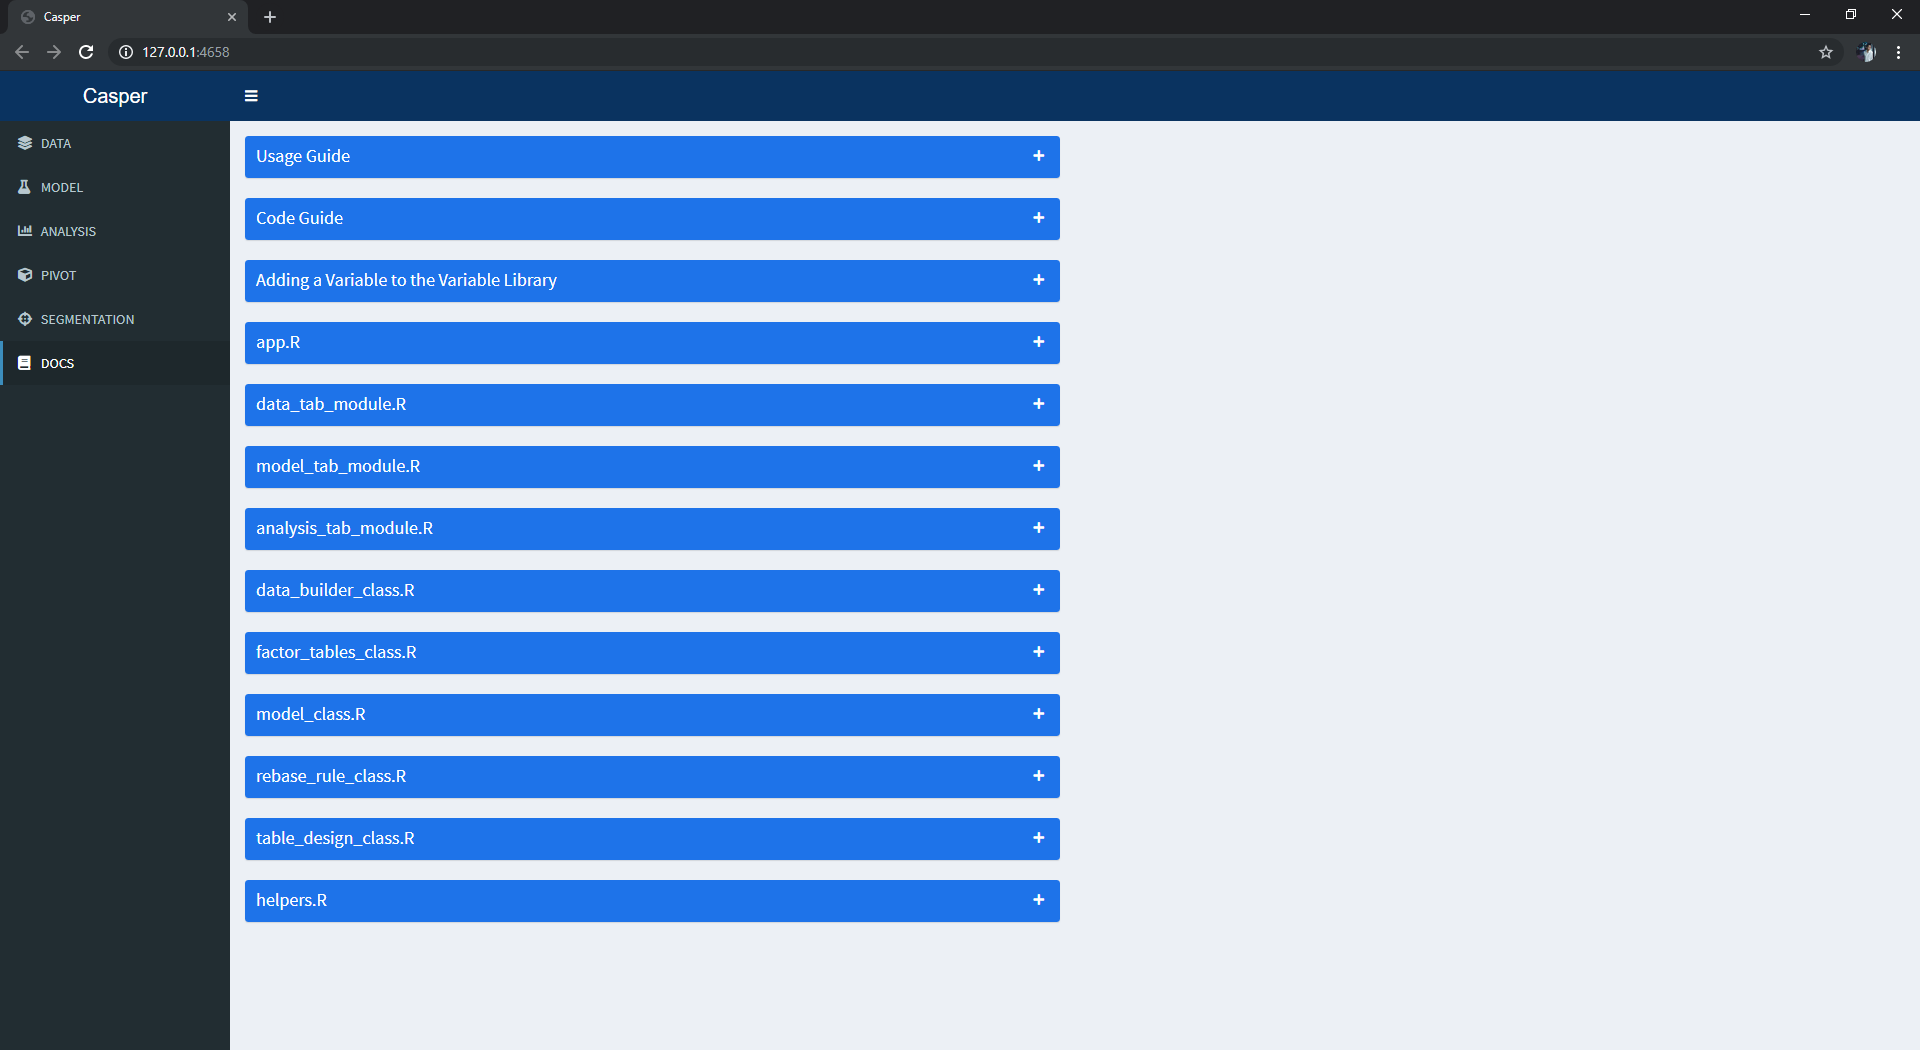 Casper
127.0.0.1:4658
Casper
DATA
MODEL
ANALYSIS
PIVOT
SEGMENTATION
DOCS
Usage Guide
Code Guide
Adding a Variable to the Variable Library
app.R
data_tab_module.R
model_tab_module.R
analysis_tab_module.R
data_builder_class.R
factor_tables_class.R
model_class.R
rebase_rule_class.R
table_design_class.R
helpers.R